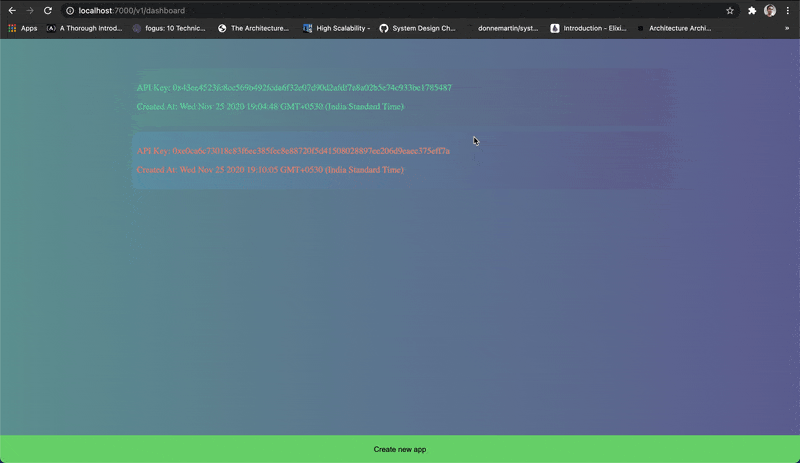 localhost:7000/v1/dashboard
Apps
A Thorough Introd...
fogus: 10 Technic...
The Architecture...
High Scalability -
System Design Ch...
donnemartin/syst...
Introduction – Elixi...
Architecture Archi...
»
API Key:
Created At: Wed Nov 25 2020 19:04:48 GMT+0530 (India Standard Time)
API Key:
Created At: Wed Nov 25 2020 19:10:05 GMT+0530 (India Standard Time)
Create new app